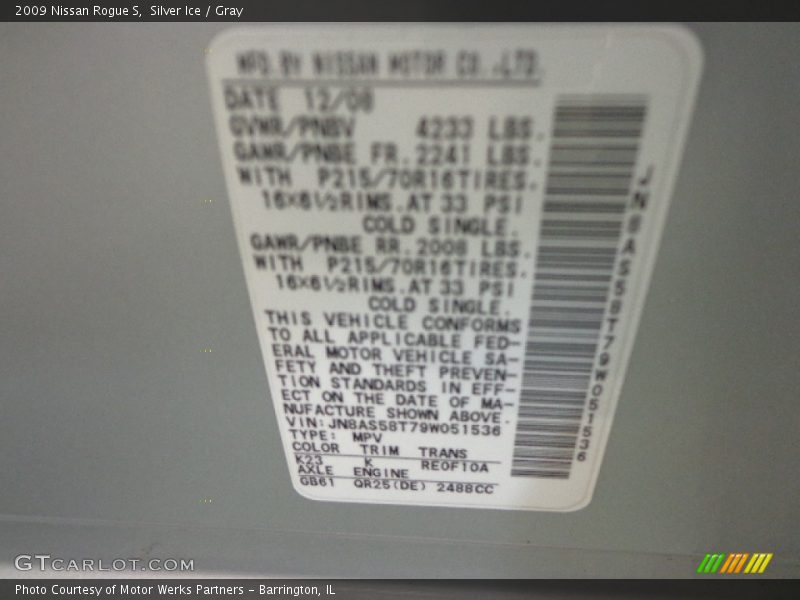 2009 Nissan Rogue S,  Silver Ice / Gray
MFD.BY NISSAN MOTOR CO.,LTD.
DATE 12/08
GVWR/PNBV 4233 LBS.
GAWR/PNBE FR.2241 LBS.
WITH P215/70R16TIRES.
16×6½RIMS.AT 33 PSI
COLD SINGLE.
GAWR/PNBE RR.2008 LBS.
WITH P215/70R16TIRES.
16×6½RIMS.AT 33 PSI
COLD SINGLE.
THIS VEHICLE CONFORMS
TO ALL APPLICABLE FED-
ERAL MOTOR VEHICLE SA-
FETY AND THEFT PREVEN-
TION STANDARDS IN EFF-
ECT ON THE DATE OF MA-
NUFACTURE SHOWN ABOVE.
VIN:JN8AS58T79W051536
TYPE: MPV
COLOR TRIM TRANS
K23 K RE0F10A
AXLE ENGINE
GB61 QR25(DE) 2488CC
JN8AS58T79W051536
GTCARLOT.COM
Photo Courtesy of Motor Werks Partners - Barrington, IL